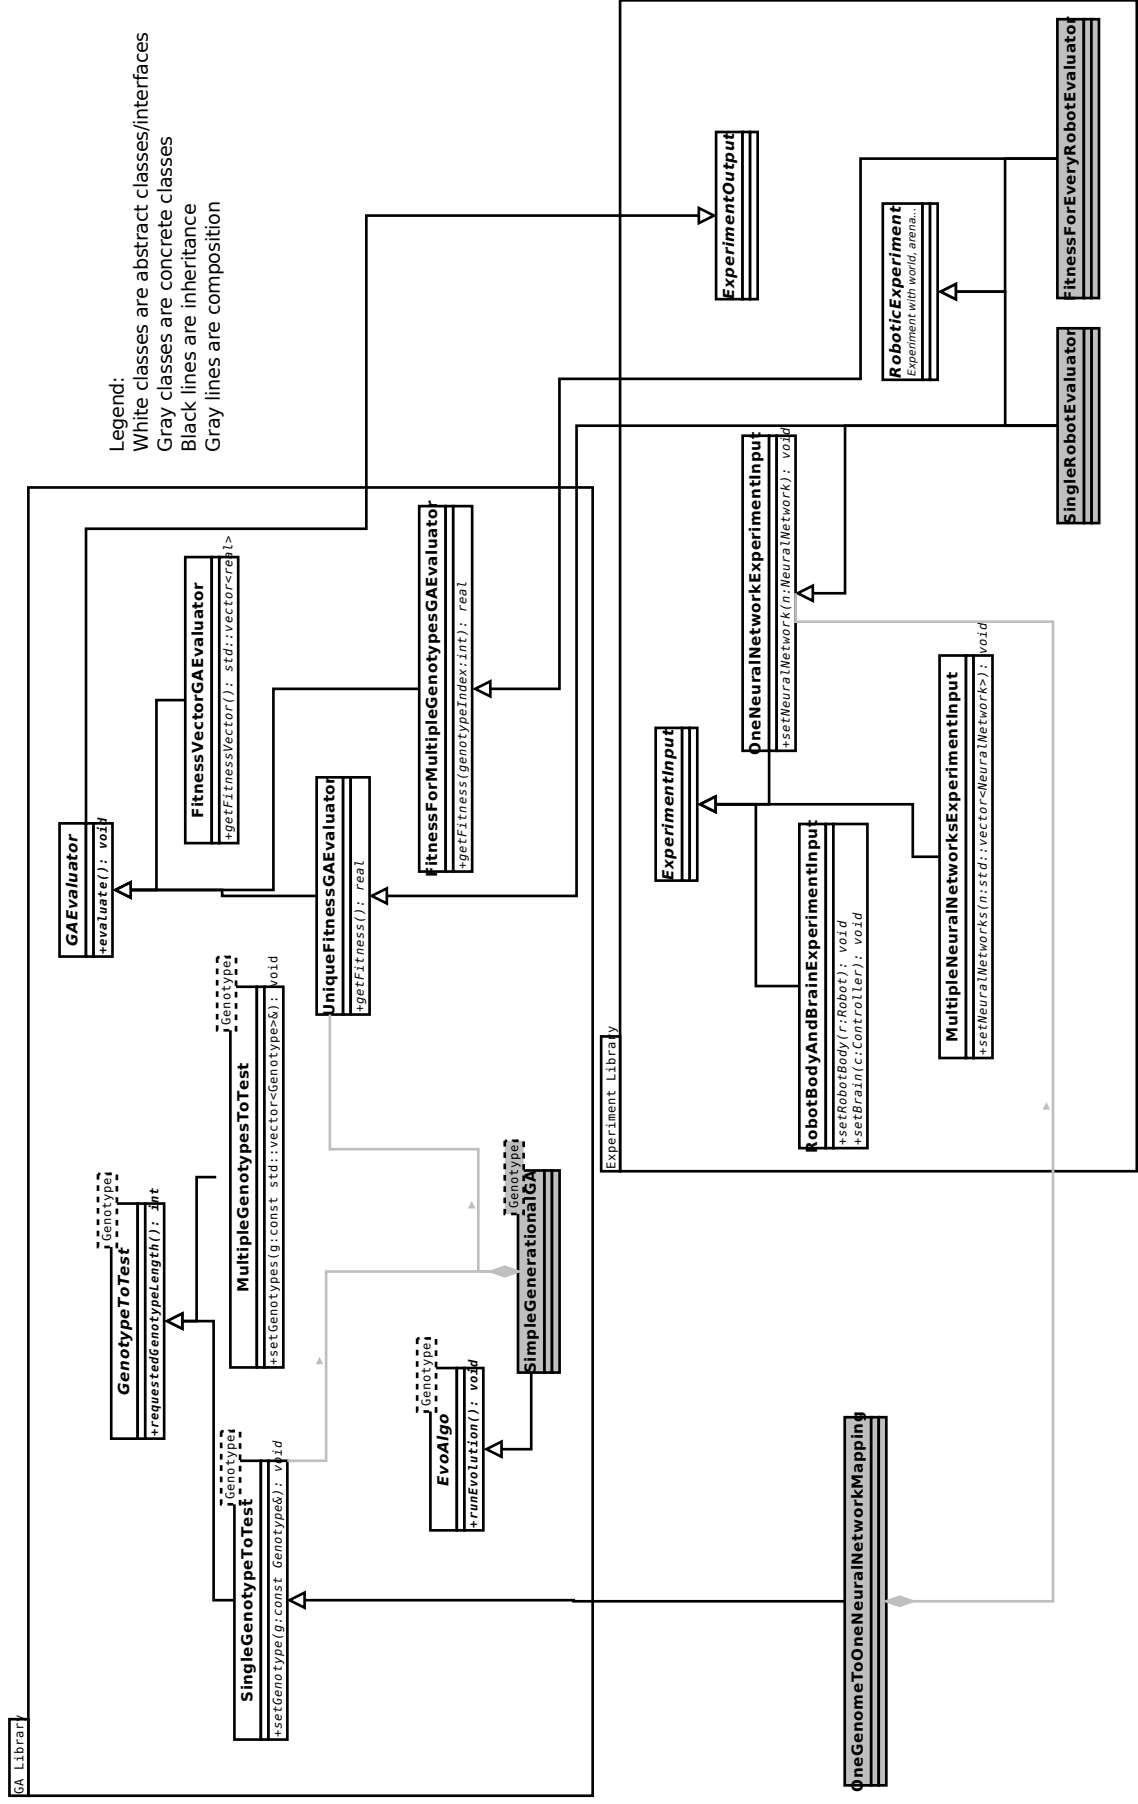 GA Library
Genotype
GenotypeToTest
+requestedGenotypeLength(): int
Genotype
SingleGenotypeToTest
+setGenotype(g:const Genotype&): void
Genotype
MultipleGenotypesToTest
+setGenotypes(g:const std::vector<Genotype>&): void
GAEvaluator
+evaluate(): void
FitnessVectorGAEvaluator
+getFitnessVector(): std::vector<real>
UniqueFitnessGAEvaluator
+getFitness(): real
FitnessForMultipleGenotypesGAEvaluator
+getFitness(genotypeIndex:int): real
Genotype
EvoAlgo
+runEvolution(): void
Genotype
SimpleGenerationalGA
Legend:
White classes are abstract classes/interfaces
Gray classes are concrete classes
Black lines are inheritance
Gray lines are composition
Experiment Library
ExperimentInput
ExperimentOutput
OneNeuralNetworkExperimentInput
+setNeuralNetwork(n:NeuralNetwork): void
RobotBodyAndBrainExperimentInput
+setRobotBody(r:Robot): void
+setBrain(c:Controller): void
RoboticExperiment
Experiment with world, arena...
MultipleNeuralNetworksExperimentInput
+setNeuralNetworks(n:std::vector<NeuralNetwork>): void
OneGenomeToOneNeuralNetworkMapping
SingleRobotEvaluator
FitnessForEveryRobotEvaluator